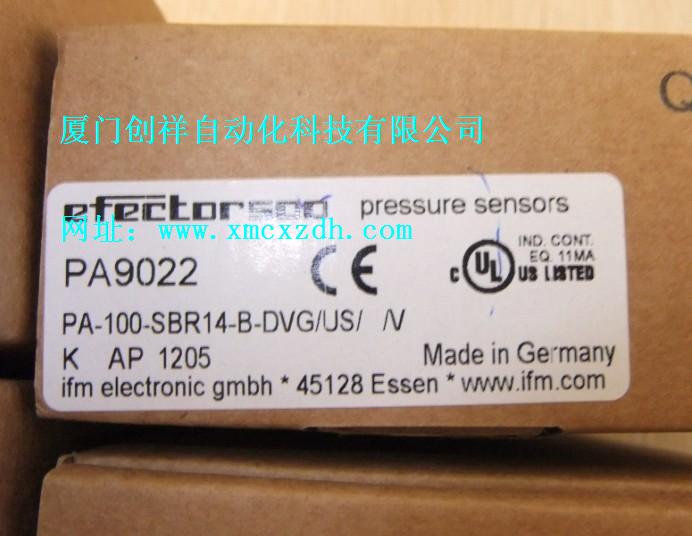 Q
厦门创祥自动化科技有限公司
efector500 pressure sensors
网址：www.xmcxzdh.com
PA9022 CE c UL US LISTED
IND. CONT. EQ. 11MA
PA-100-SBR14-B-DVG/US/ /V
K AP 1205 Made in Germany
ifm electronic gmbh * 45128 Essen * www.ifm.com